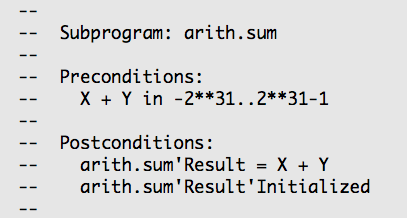 --
--  Subprogram: arith.sum
--
--  Preconditions:
--    X + Y in -2**31..2**31-1
--
--  Postconditions:
--    arith.sum'Result = X + Y
--    arith.sum'Result'Initialized
--